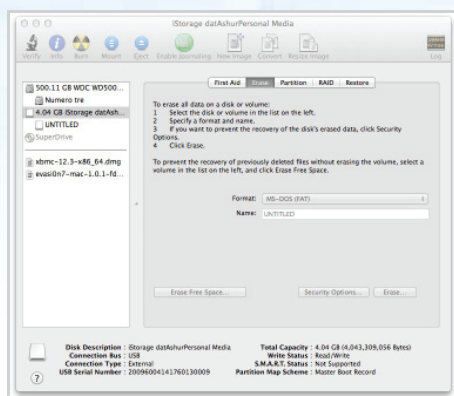 iStorage datAshurPersonal Media
Verify Info Burn Mount Eject Enable Journaling New Image Convert Resize Image Log
500.11 GB WDC WD500...
Numero tre
4.04 GB iStorage datAsh...
UNTITLED
SuperDrive
xbmc-12.3-x86_64.dmg
evasi0n7-mac-1.0.1-fd...
First Aid Erase Partition RAID Restore
To erase all data on a disk or volume:
1 Select the disk or volume in the list on the left.
2 Specify a format and name.
3 If you want to prevent the recovery of the disk's erased data, click Security
Options.
4 Click Erase.
To prevent the recovery of previously deleted files without erasing the volume, select a
volume in the list on the left, and click Erase Free Space.
Format: MS-DOS (FAT)
Name: UNTITLED
Erase Free Space... Security Options... Erase...
Disk Description : iStorage datAshurPersonal Media Total Capacity : 4.04 GB (4,043,309,056 Bytes)
Connection Bus : USB Write Status : Read/Write
Connection Type : External S.M.A.R.T. Status : Not Supported
USB Serial Number : 20096004141760130009 Partition Map Scheme : Master Boot Record
?